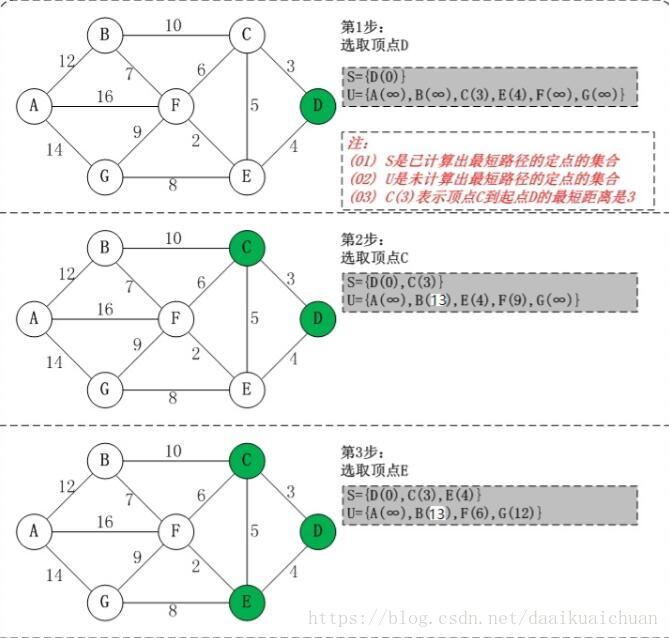 第1步：
选取顶点D
S={D(0)}
U={A(∞),B(∞),C(3),E(4),F(∞),G(∞)}
注：
(01) S是已计算出最短路径的定点的集合
(02) U是未计算出最短路径的定点的集合
(03) C(3)表示顶点C到起点D的最短距离是3
B 10 C
12 7 6 3
A 16 F 5 D
14 9 2 4
G 8 E
第2步：
选取顶点C
S={D(0),C(3)}
U={A(∞),B(13),E(4),F(9),G(∞)}
B 10 C
12 7 6 3
A 16 F 5 D
14 9 2 4
G 8 E
第3步：
选取顶点E
S={D(0),C(3),E(4)}
U={A(∞),B(13),F(6),G(12)}
B 10 C
12 7 6 3
A 16 F 5 D
14 9 2 4
G 8 E
https://blog.csdn.net/daaikuaichuan